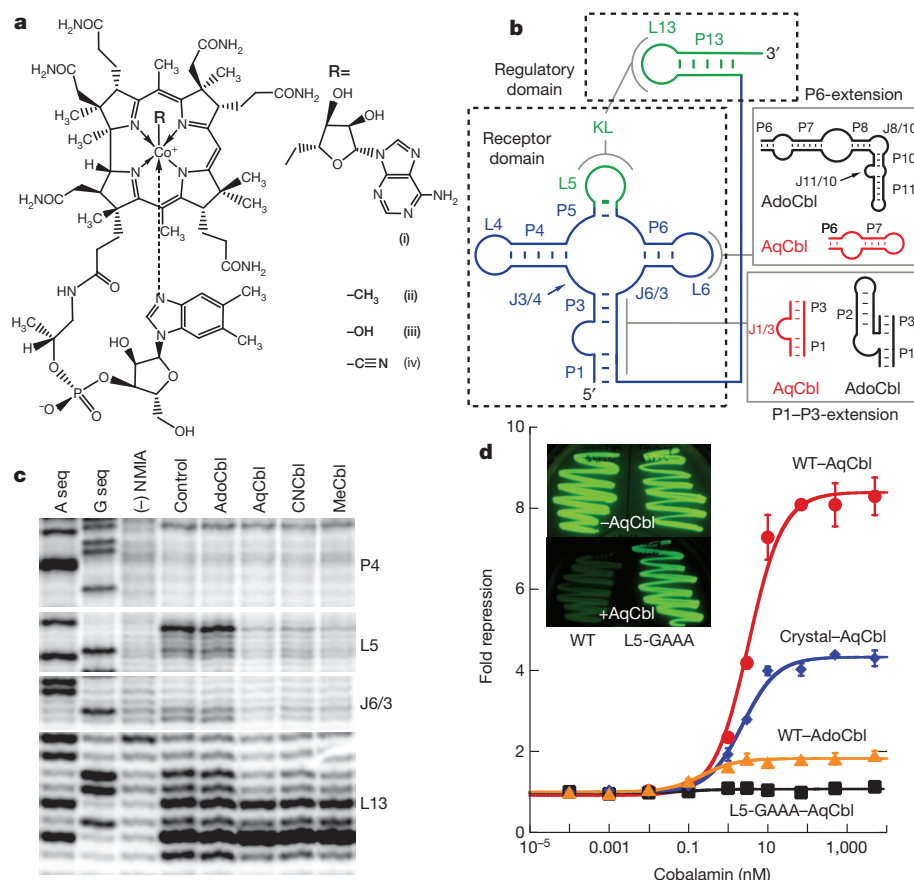 a
CONH₂
H₂NOC
CONH₂
CH₃
H₂NOC
CH₃
CH₃
CONH₂
R
N
N
Co⁺
H
N
N
CONH₂
H₃C
CH₃
CH₃
CH₃
O
CONH₂
NH
N
CH₃
CH₃
N
CH₃
H
HO
O
O
P
O
⁻O
O
OH
R=
OH
HO
O
N
N
N
N
NH₂
(i)
–CH₃ (ii)
–OH (iii)
–C≡N (iv)
b
L13
P13
3′
Regulatory domain
Receptor domain
KL
L5
P5
L4
P4
P6
L6
J3/4
P3
J6/3
P1
5′
P6-extension
P6
P7
P8
J8/10
P10
J11/10
P11
AdoCbl
AqCbl
P6
P7
P3
J1/3
P1
AqCbl
P2
P3
P1
AdoCbl
P1–P3-extension
c
A seq
G seq
(–) NMIA
Control
AdoCbl
AqCbl
CNCbl
MeCbl
P4
L5
J6/3
L13
d
10
8
6
4
2
0
Fold repression
–AqCbl
+AqCbl
WT
L5-GAAA
WT–AqCbl
Crystal–AqCbl
WT–AdoCbl
L5-GAAA–AqCbl
10⁻⁵
0.001
0.1
10
1,000
Cobalamin (nM)